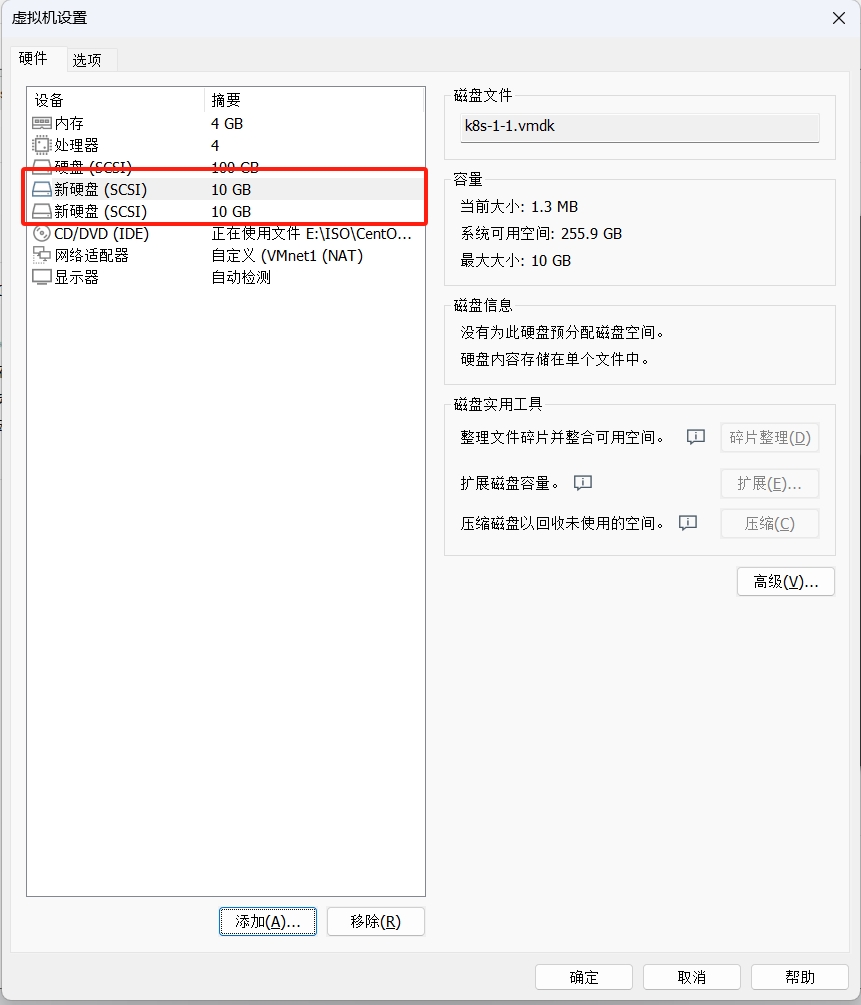 虚拟机设置
硬件 选项
设备 摘要
内存 4 GB
处理器 4
硬盘 (SCSI) 100 GB
新硬盘 (SCSI) 10 GB
新硬盘 (SCSI) 10 GB
CD/DVD (IDE) 正在使用文件 E:\ISO\CentO...
网络适配器 自定义 (VMnet1 (NAT)
显示器 自动检测
添加(A)... 移除(R)
磁盘文件
k8s-1-1.vmdk
容量
当前大小: 1.3 MB
系统可用空间: 255.9 GB
最大大小: 10 GB
磁盘信息
没有为此硬盘预分配磁盘空间。
硬盘内容存储在单个文件中。
磁盘实用工具
整理文件碎片并整合可用空间。 碎片整理(D)
扩展磁盘容量。 扩展(E)...
压缩磁盘以回收未使用的空间。 压缩(C)
高级(V)...
确定 取消 帮助